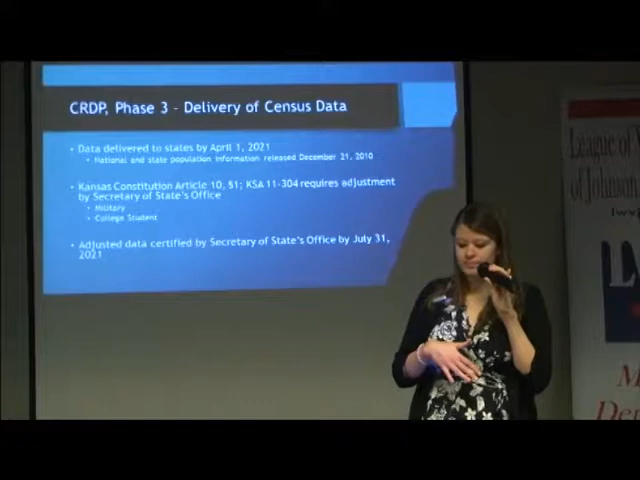 CRDP, Phase 3 - Delivery of Census Data
• Data delivered to states by April 1, 2021
• National and state population information released December 21, 2010
• Kansas Constitution Article 10, §1; KSA 11-304 requires adjustment
by Secretary of State's Office
• Military
• College Student
• Adjusted data certified by Secretary of State's Office by July 31,
2021
League of
of Johnson